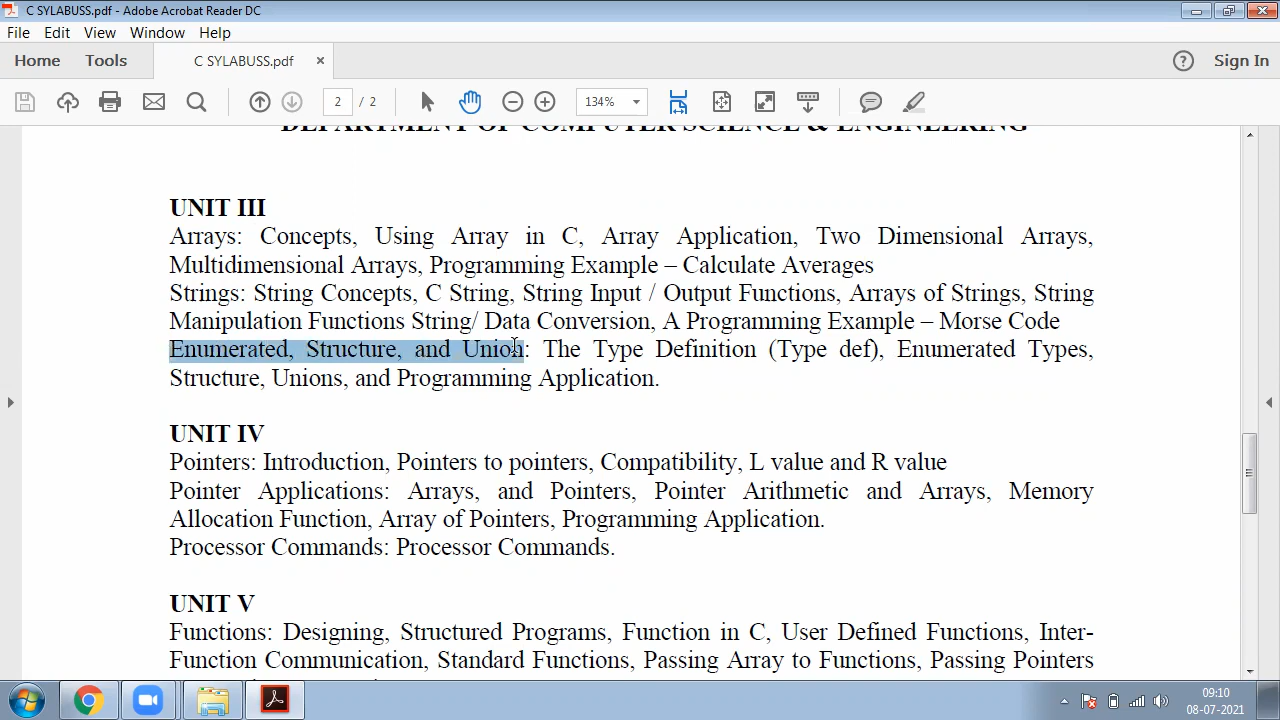 C SYLABUSS.pdf - Adobe Acrobat Reader DC
File Edit View Window Help
Home Tools C SYLABUSS.pdf × Sign In
2 / 2 134%
DEPARTMENT OF COMPUTER SCIENCE & ENGINEERING
UNIT III
Arrays: Concepts, Using Array in C, Array Application, Two Dimensional Arrays,
Multidimensional Arrays, Programming Example – Calculate Averages
Strings: String Concepts, C String, String Input / Output Functions, Arrays of Strings, String
Manipulation Functions String/ Data Conversion, A Programming Example – Morse Code
Enumerated, Structure, and Union: The Type Definition (Type def), Enumerated Types,
Structure, Unions, and Programming Application.
UNIT IV
Pointers: Introduction, Pointers to pointers, Compatibility, L value and R value
Pointer Applications: Arrays, and Pointers, Pointer Arithmetic and Arrays, Memory
Allocation Function, Array of Pointers, Programming Application.
Processor Commands: Processor Commands.
UNIT V
Functions: Designing, Structured Programs, Function in C, User Defined Functions, Inter-
Function Communication, Standard Functions, Passing Array to Functions, Passing Pointers
09:10
08-07-2021